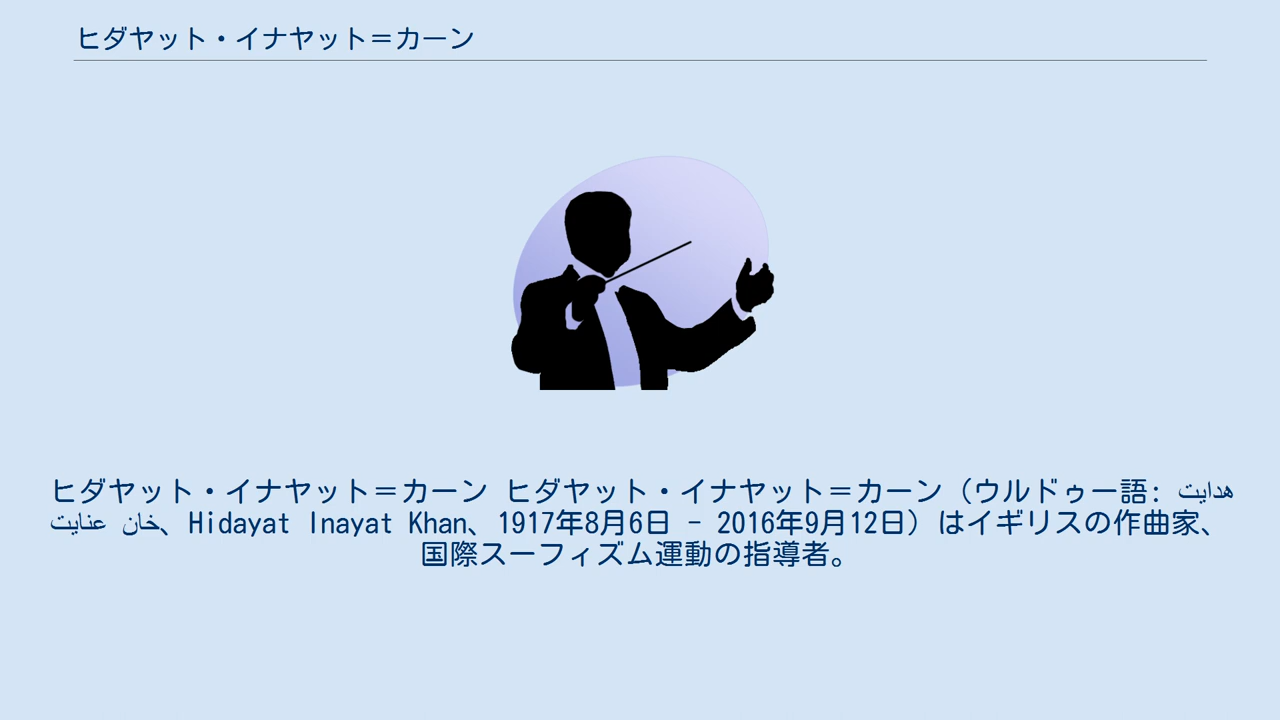 ヒダヤット・イナヤット＝カーン
ヒダヤット・イナヤット＝カーン ヒダヤット・イナヤット＝カーン（ウルドゥー語: هدایت
عنایت خان、Hidayat Inayat Khan、1917年8月6日 - 2016年9月12日）はイギリスの作曲家、
国際スーフィズム運動の指導者。